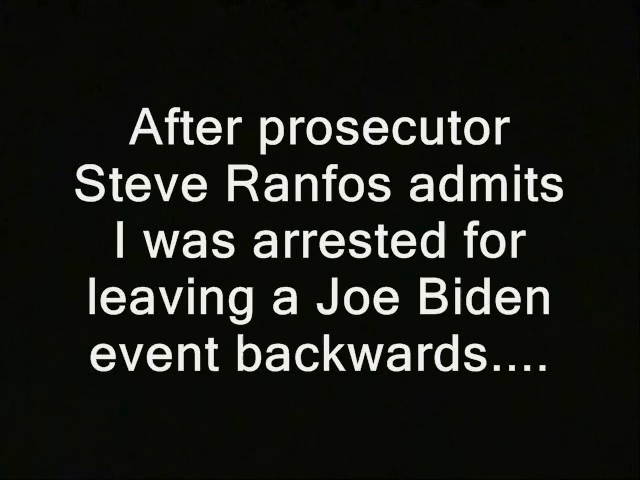 After prosecutor
Steve Ranfos admits
I was arrested for
leaving a Joe Biden
event backwards....